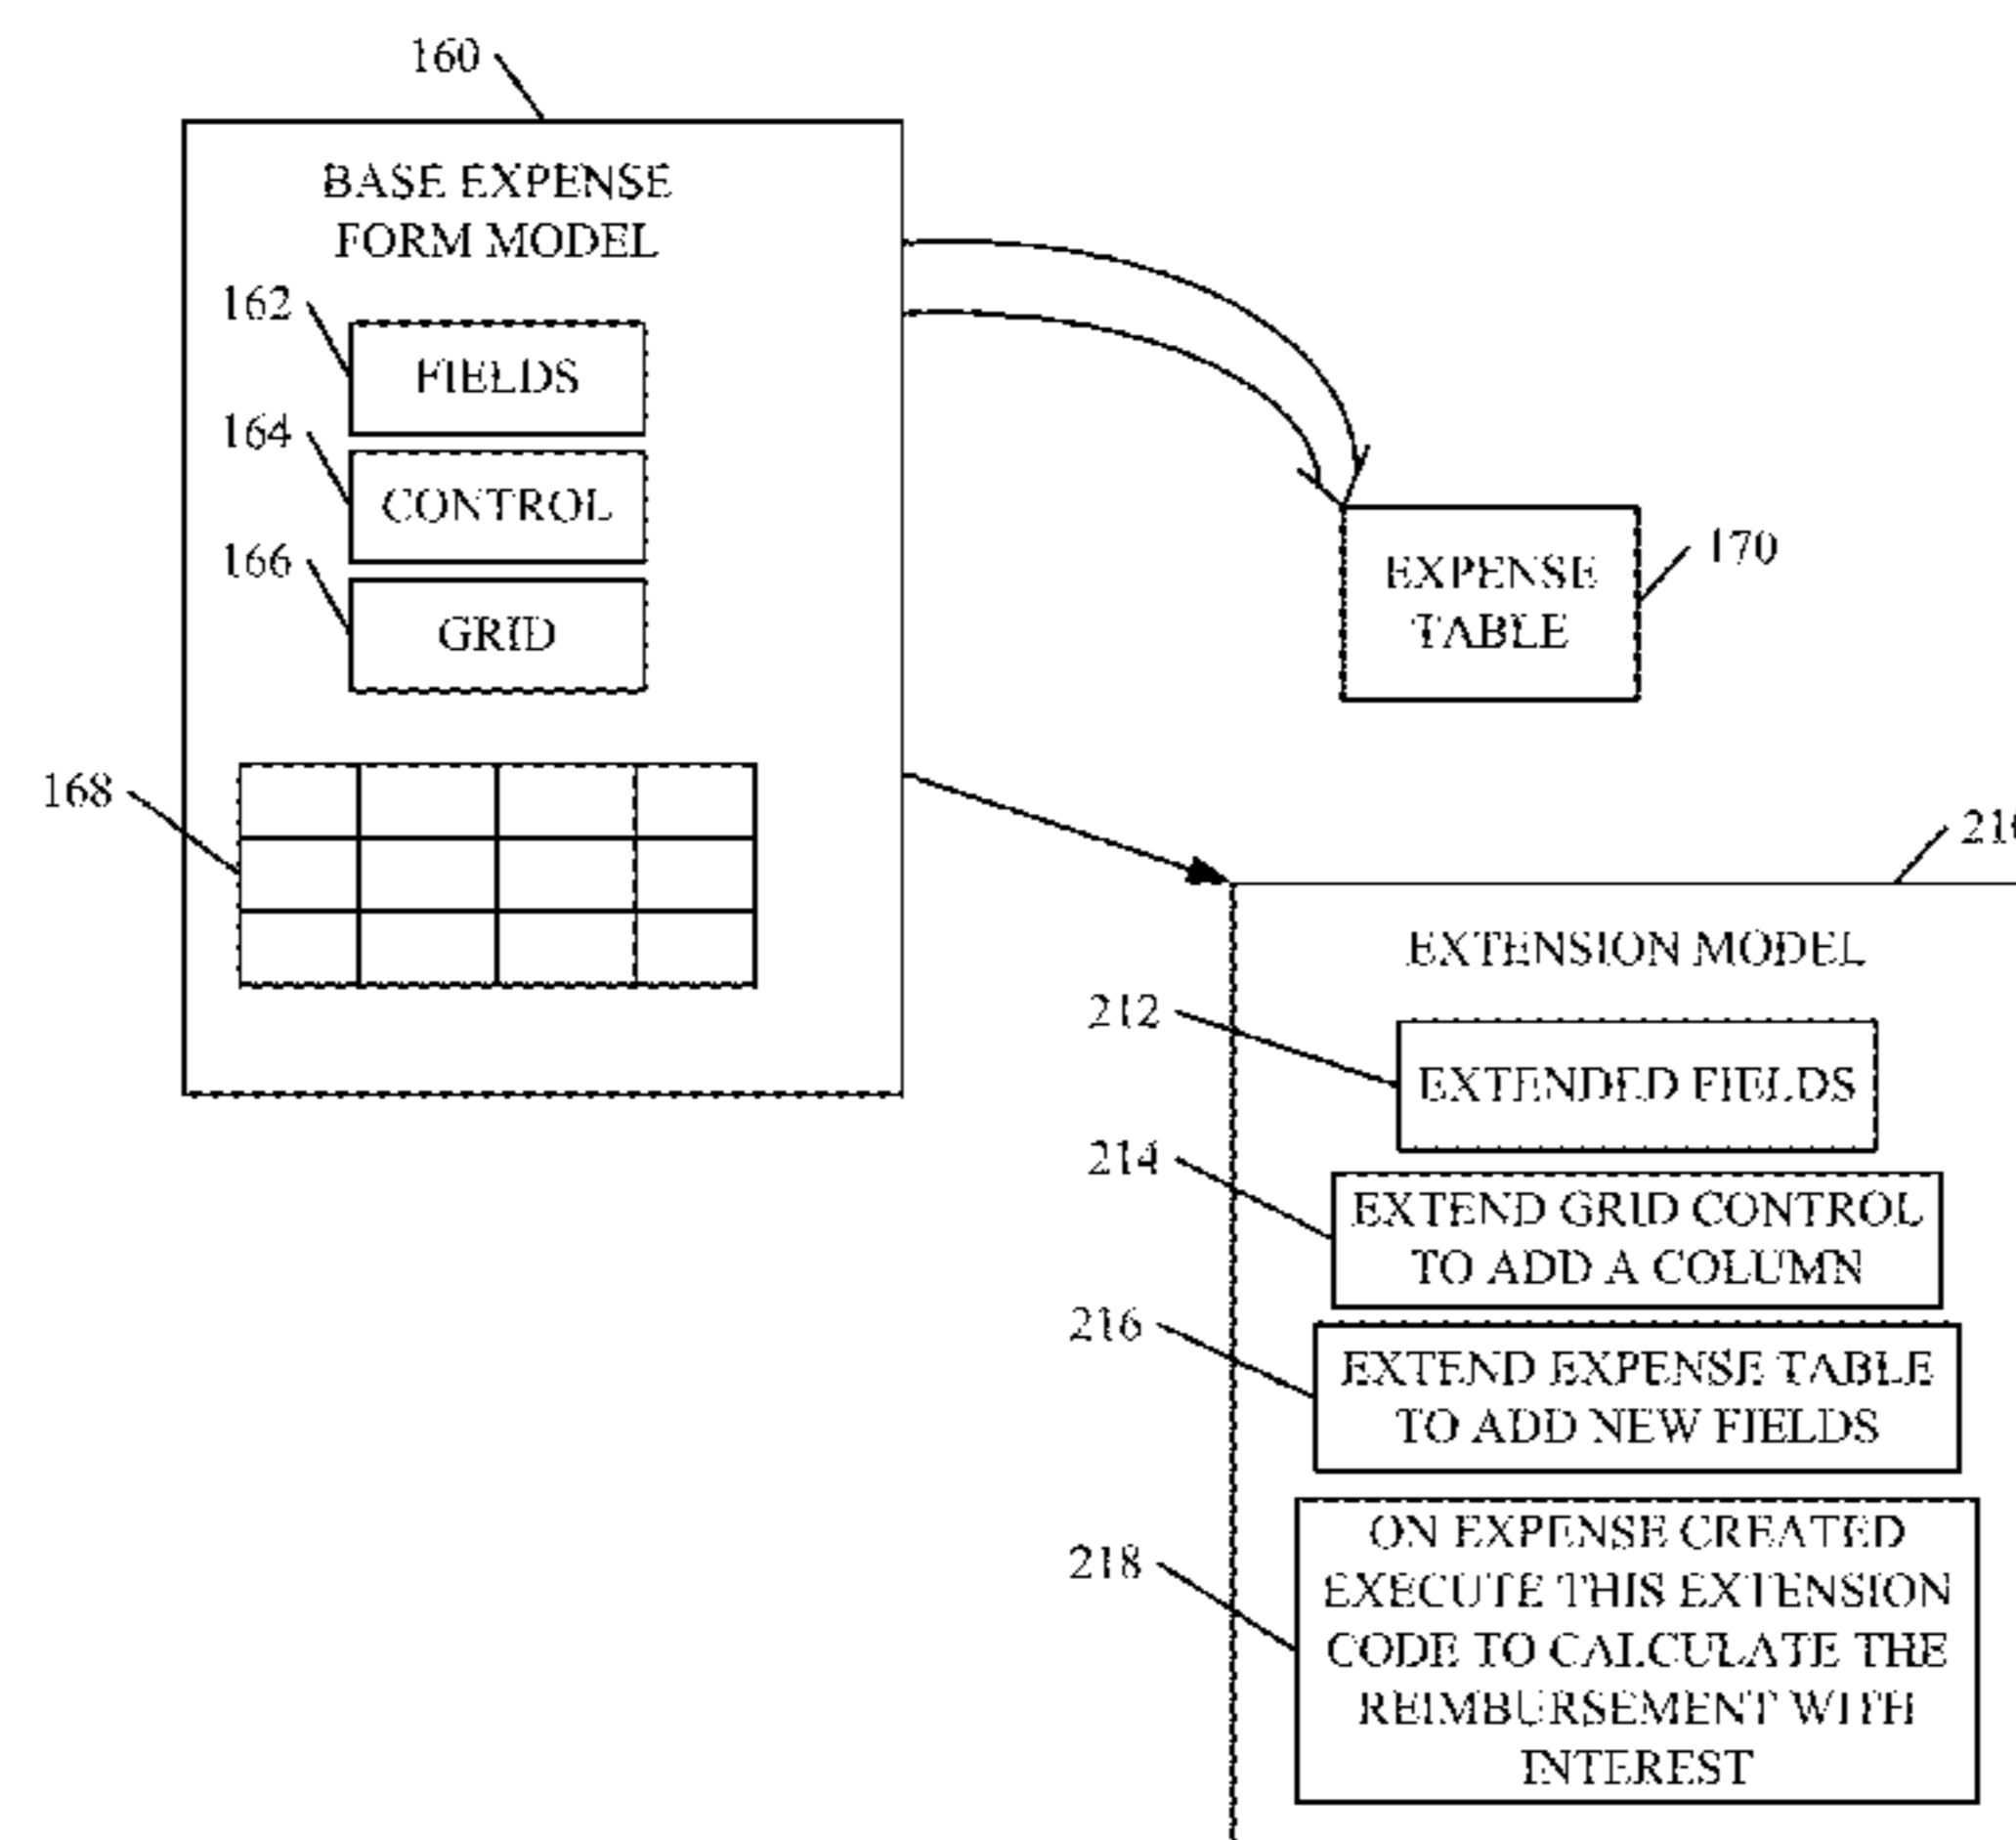 160
BASE EXPENSE
FORM MODEL
162
FIELDS
164
CONTROL
166
GRID
168
EXPENSE
TABLE
170
EXTENSION MODEL
212
EXTENDED FIELDS
214
EXTEND GRID CONTROL
TO ADD A COLUMN
216
EXTEND EXPENSE TABLE
TO ADD NEW FIELDS
218
ON EXPENSE CREATED
EXECUTE THIS EXTENSION
CODE TO CALCULATE THE
REIMBURSEMENT WITH
INTEREST